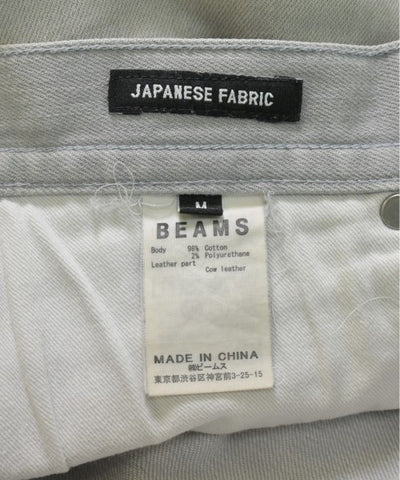 JAPANESE FABRIC
M
BEAMS
Body 98% Cotton
2% Polyurethane
Leather part
Cow leather
MADE IN CHINA
㈱ビームス
東京都渋谷区神宮前3-25-15